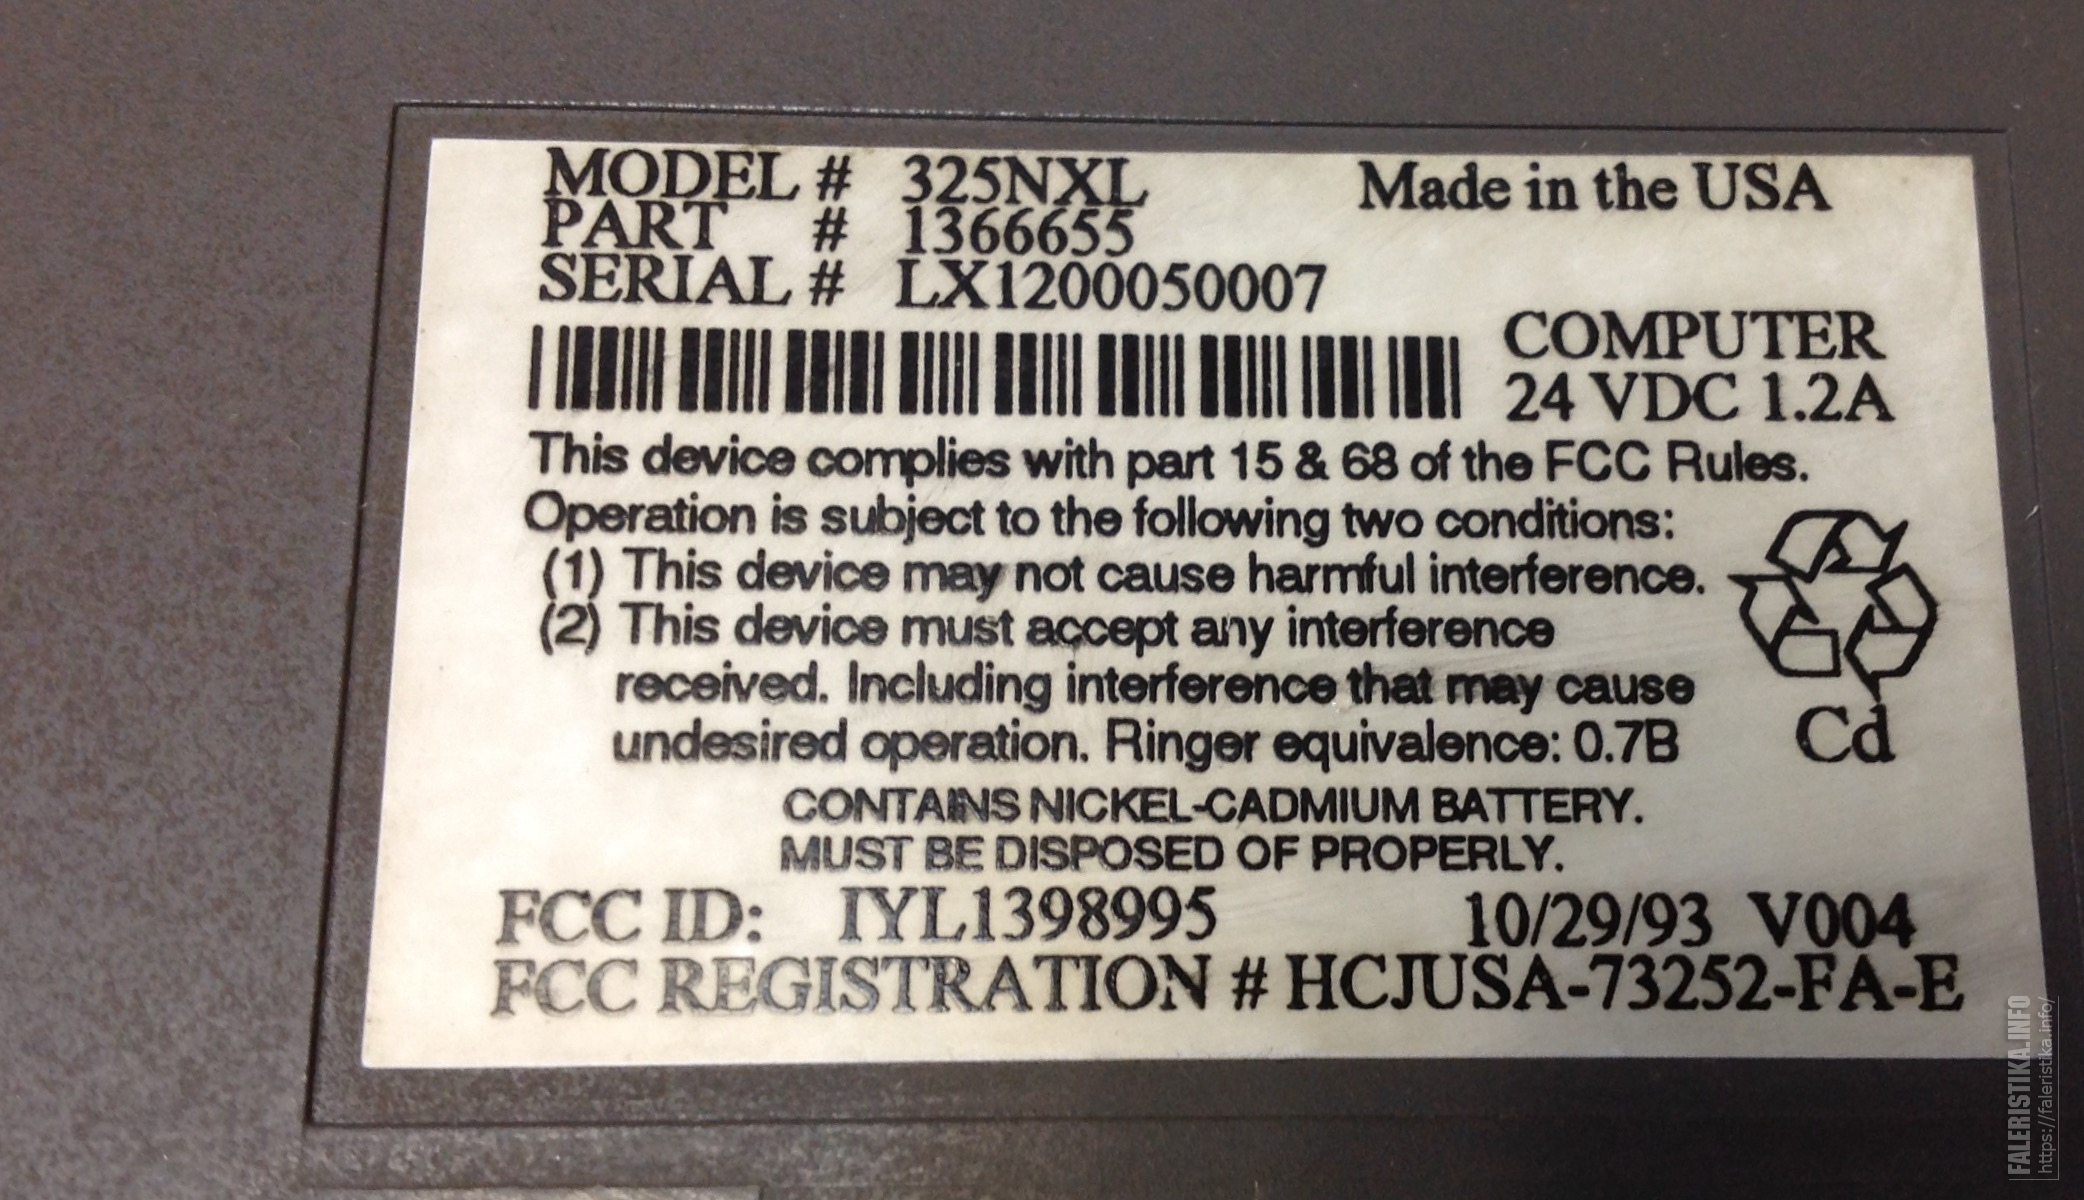 MODEL # 325NXL Made in the USA
PART # 1366655
SERIAL # LX1200050007
COMPUTER
24 VDC 1.2A
This device complies with part 15 & 68 of the FCC Rules.
Operation is subject to the following two conditions:
(1) This device may not cause harmful interference.
(2) This device must accept any interference
received. Including interference that may cause
undesired operation. Ringer equivalence: 0.7B
Cd
CONTAINS NICKEL-CADMIUM BATTERY.
MUST BE DISPOSED OF PROPERLY.
FCC ID: IYL1398995 10/29/93 V004
FCC REGISTRATION # HCJUSA-73252-FA-E
FALERISTIKA.INFO
https://faleristika.info/